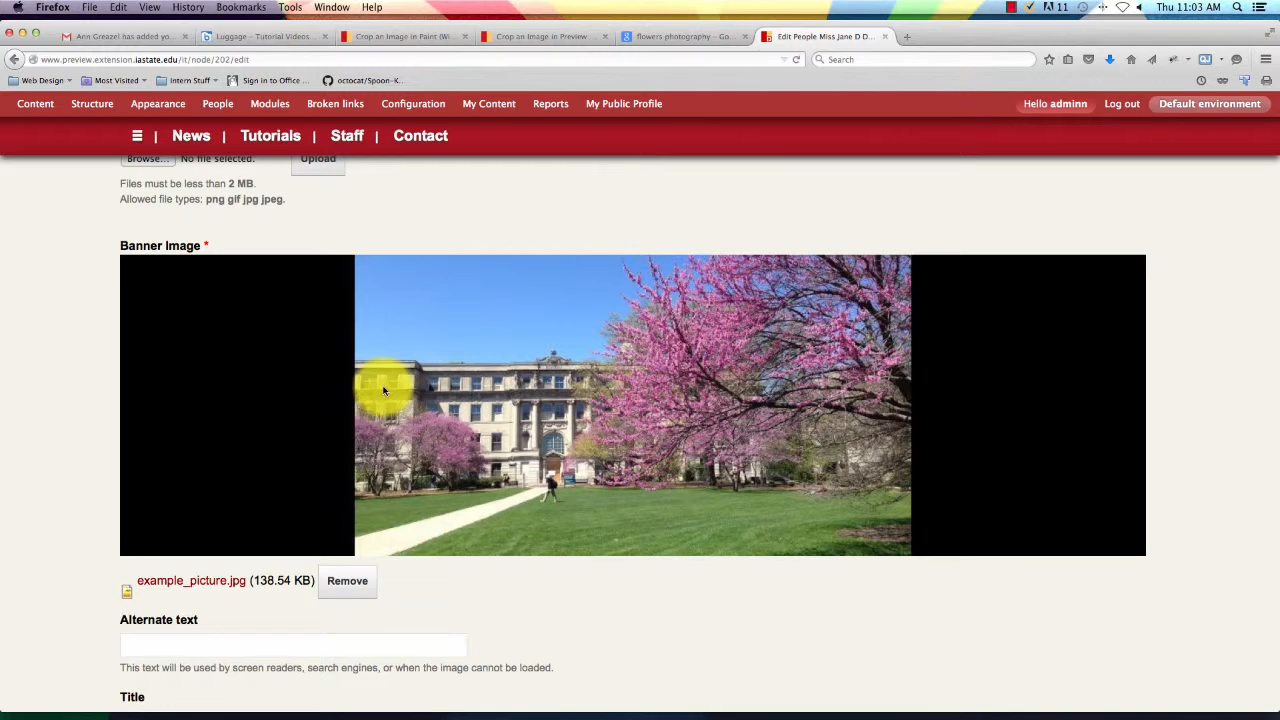 Firefox File Edit View History Bookmarks Tools Window Help 11 Thu 11:03 AM
Ann Greazel has added yo... Luggage – Tutorial Videos... Crop an Image in Paint (Wi... Crop an Image in Preview ... flowers photography – Go... Edit People Miss Jane D D...
www.preview.extension.iastate.edu/it/node/202/edit Search
Web Design Most Visited Intern Stuff Sign in to Office ... octocat/Spoon-K...
Content Structure Appearance People Modules Broken links Configuration My Content Reports My Public Profile Hello adminn Log out Default environment
News | Tutorials | Staff | Contact
Browse... No file selected. Upload
Files must be less than 2 MB.
Allowed file types: png gif jpg jpeg.
Banner Image *
example_picture.jpg (138.54 KB) Remove
Alternate text
This text will be used by screen readers, search engines, or when the image cannot be loaded.
Title